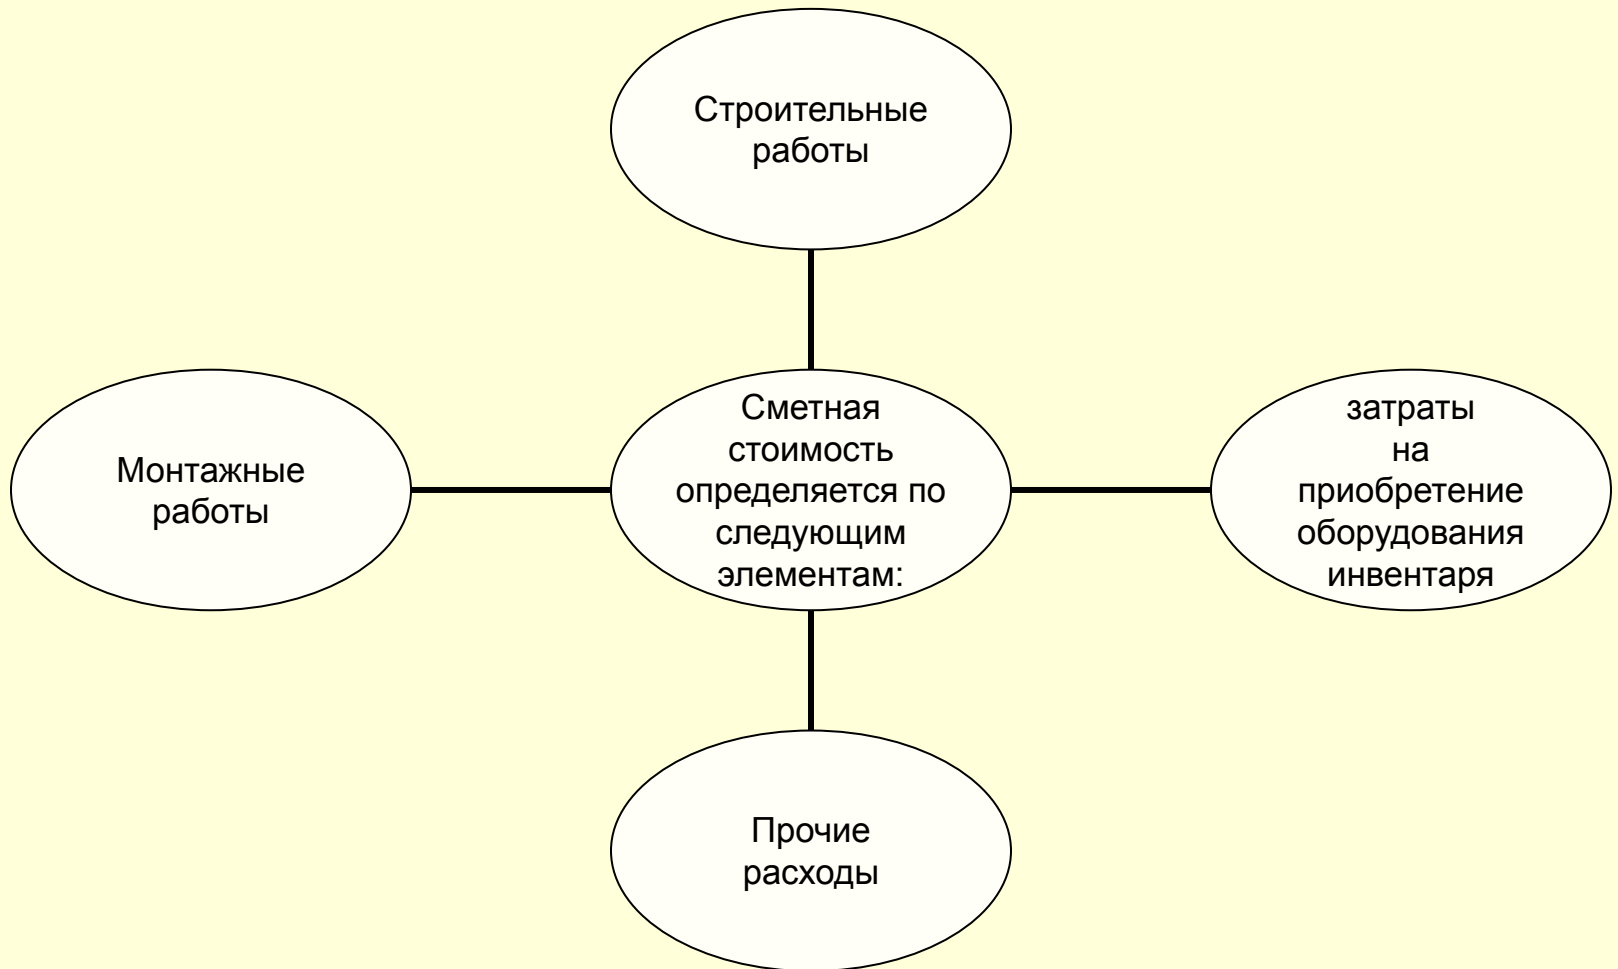 Строительные
работы
Монтажные
работы
Сметная
стоимость
определяется по
следующим
элементам:
затраты
на
приобретение
оборудования
инвентаря
Прочие
расходы